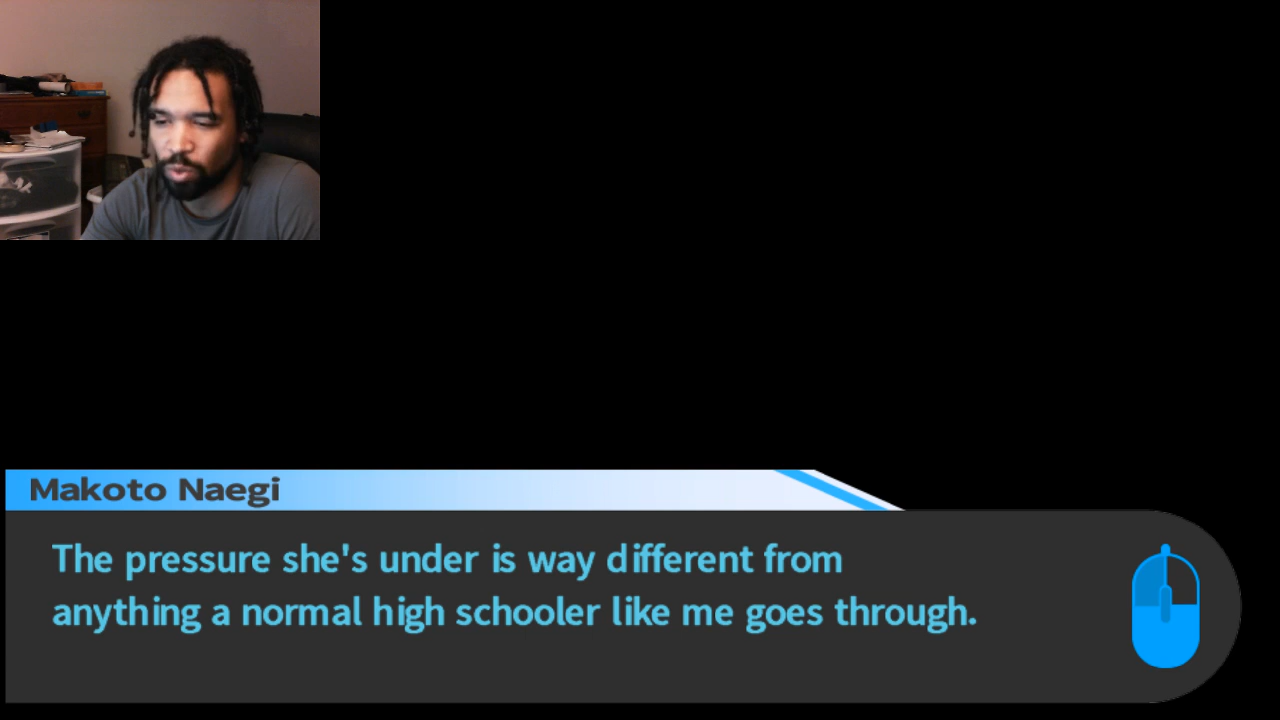 Makoto Naegi
The pressure she's under is way different from
anything a normal high schooler like me goes through.